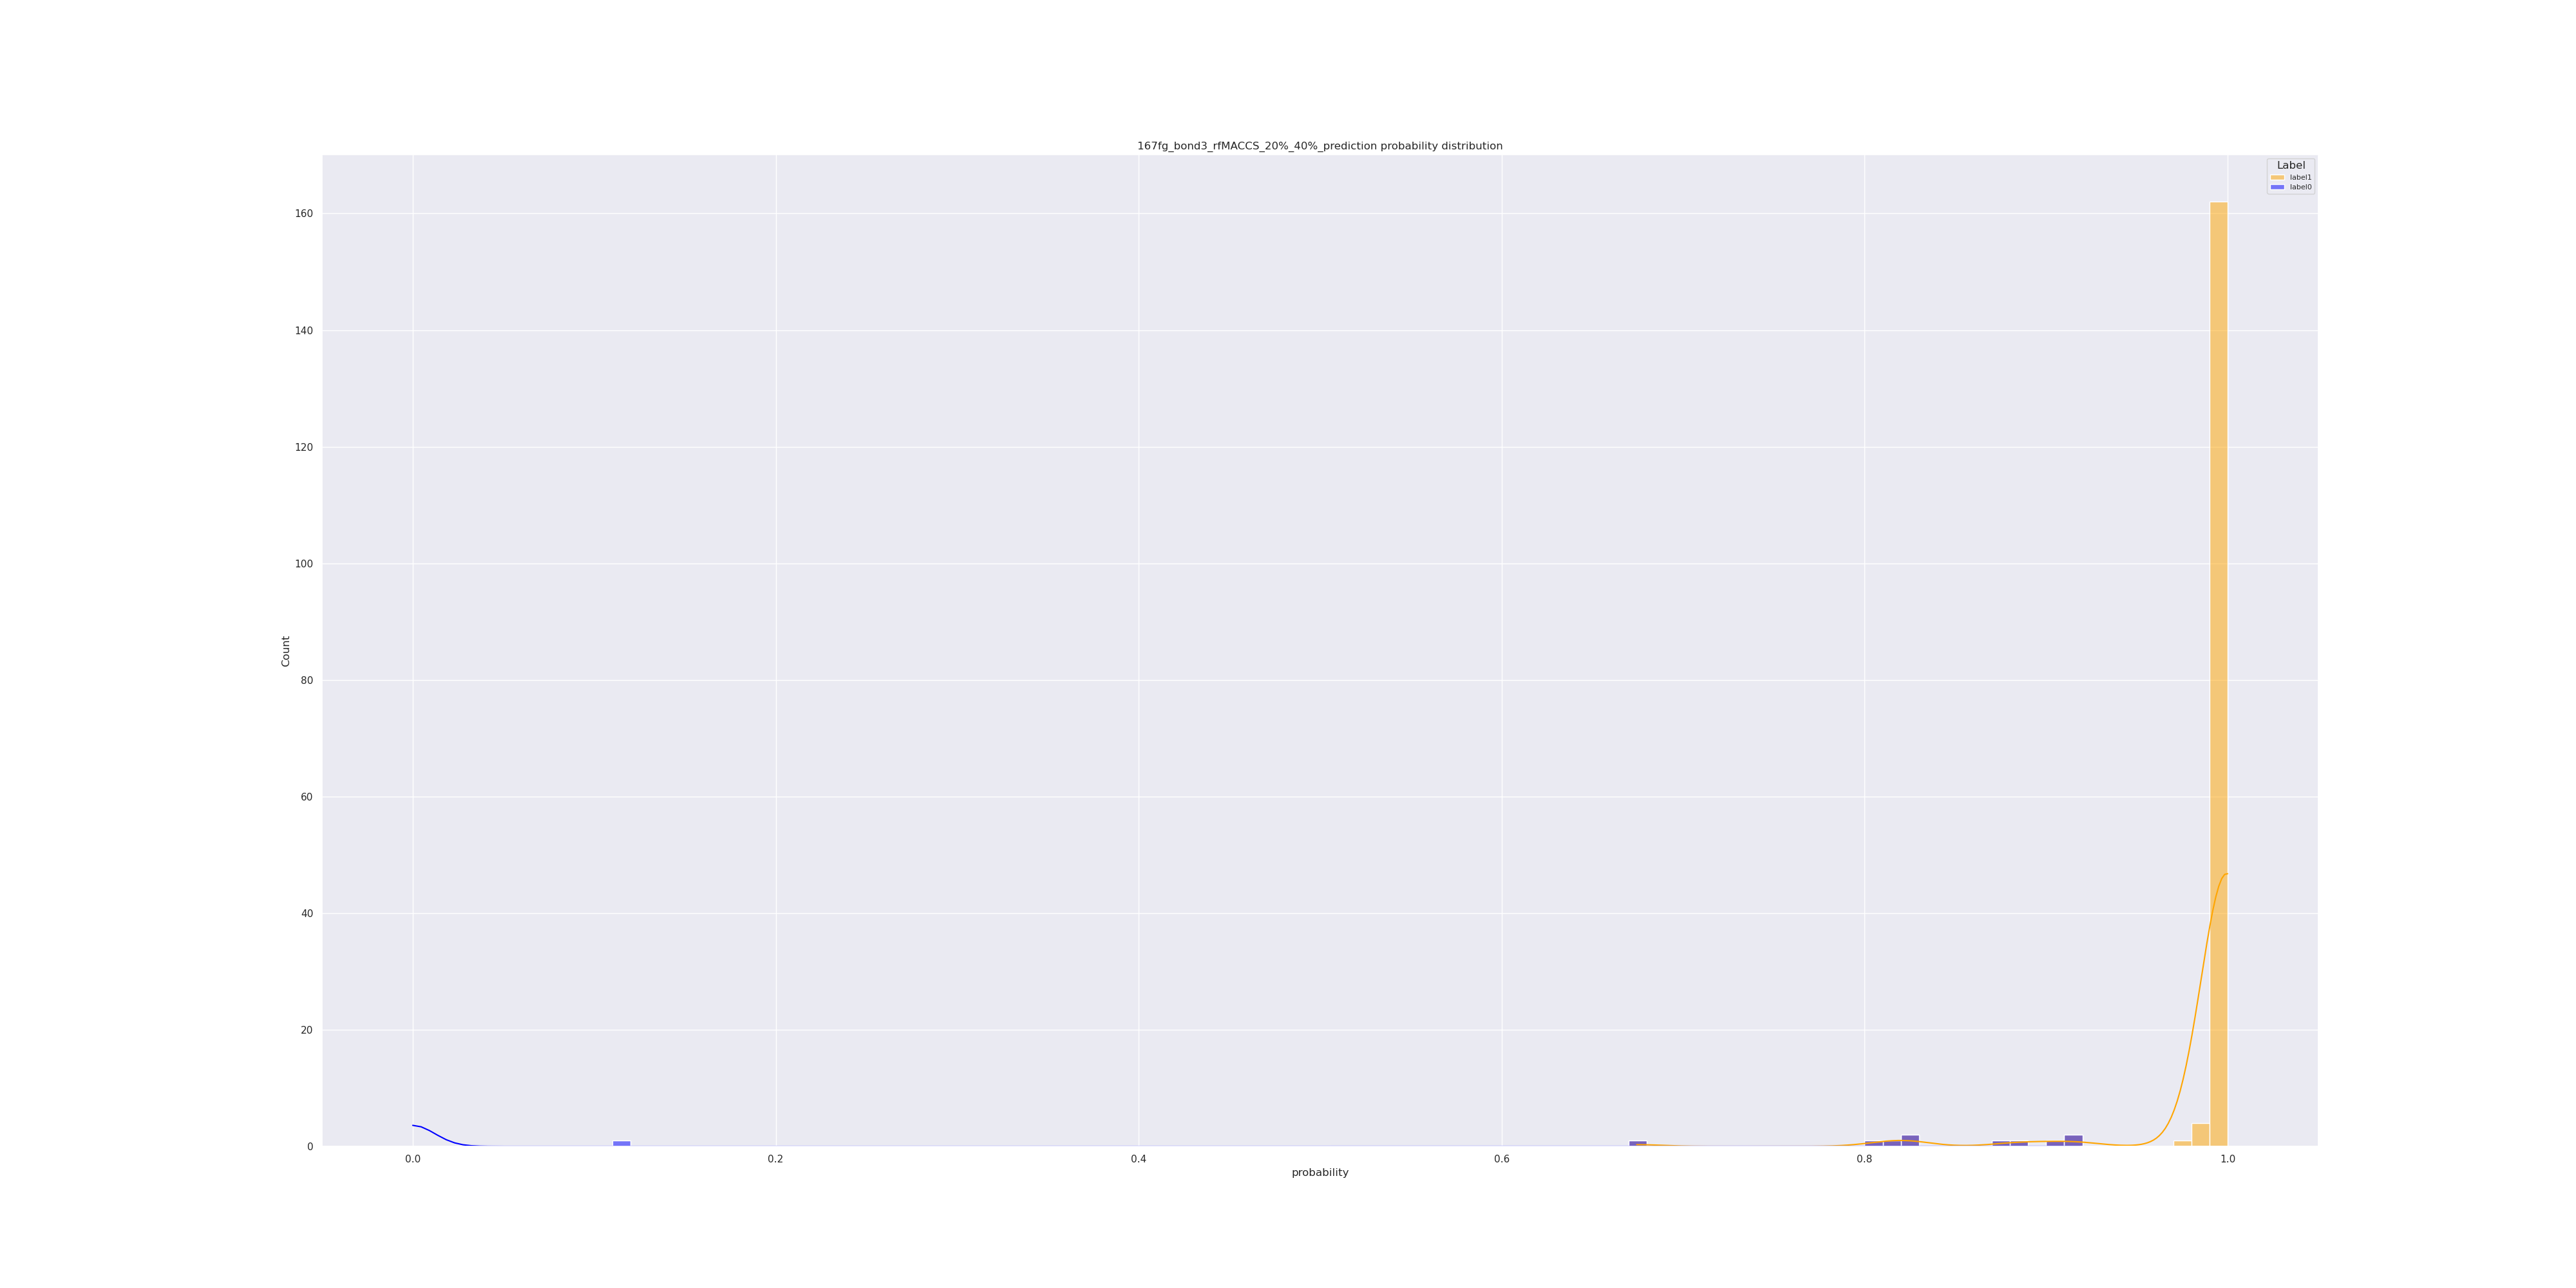 167fg_bond3_rfMACCS_20%_40%_prediction probability distribution
Label
label1
label0
160
140
120
100
80
60
40
20
0
Count
0.0 0.2 0.4 0.6 0.8 1.0
probability